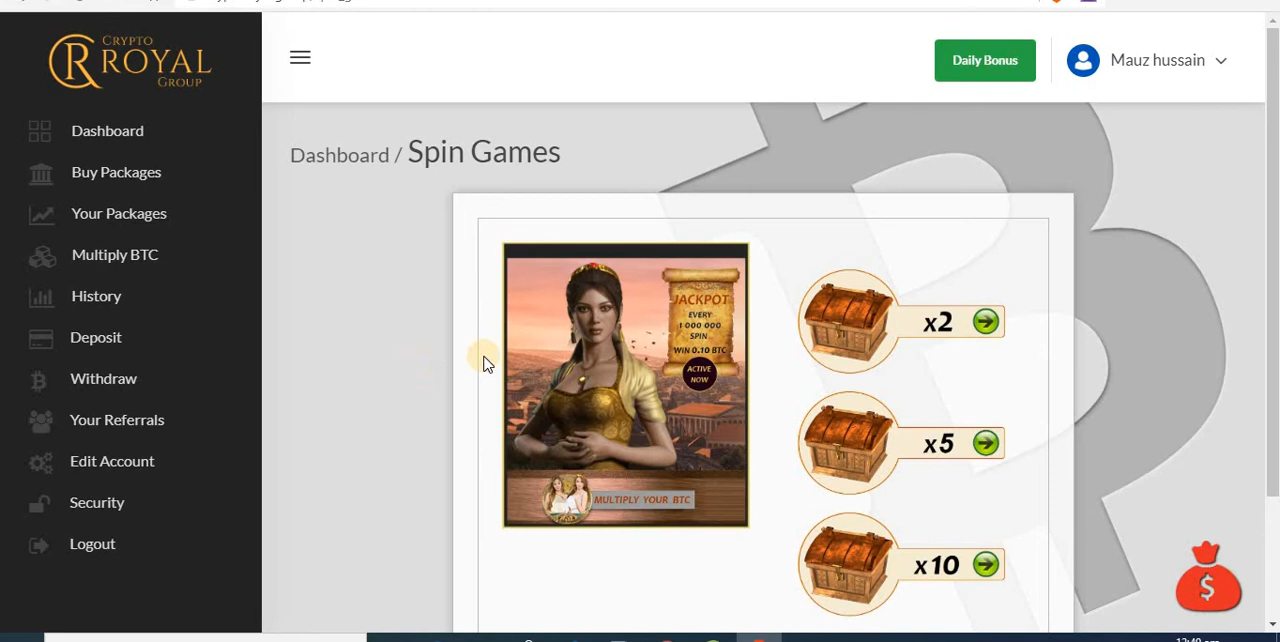 CRYPTO
RROYAL
GROUP
Daily Bonus
Mauz hussain
Dashboard
Buy Packages
Your Packages
Multiply BTC
History
Deposit
Withdraw
Your Referrals
Edit Account
Security
Logout
Dashboard / Spin Games
JACKPOT
EVERY
1 000 000
SPIN
WIN 0.10 BTC
ACTIVE
NOW
MULTIPLY YOUR BTC
x2
x5
x10
$